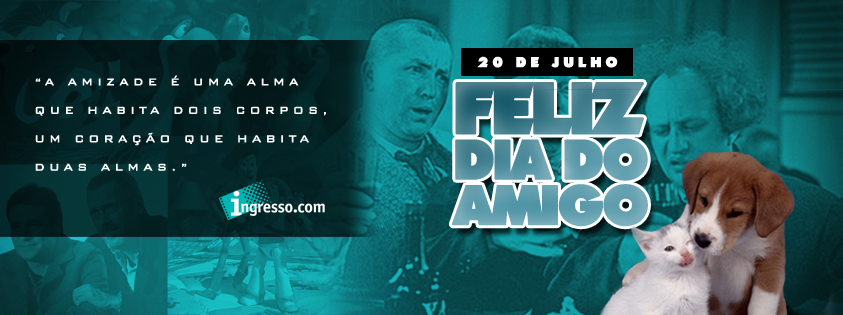 “A AMIZADE É UMA ALMA
QUE HABITA DOIS CORPOS,
UM CORAÇÃO QUE HABITA
DUAS ALMAS.”
ingresso.com
20 DE JULHO
FELIZ
DIA DO
AMIGO